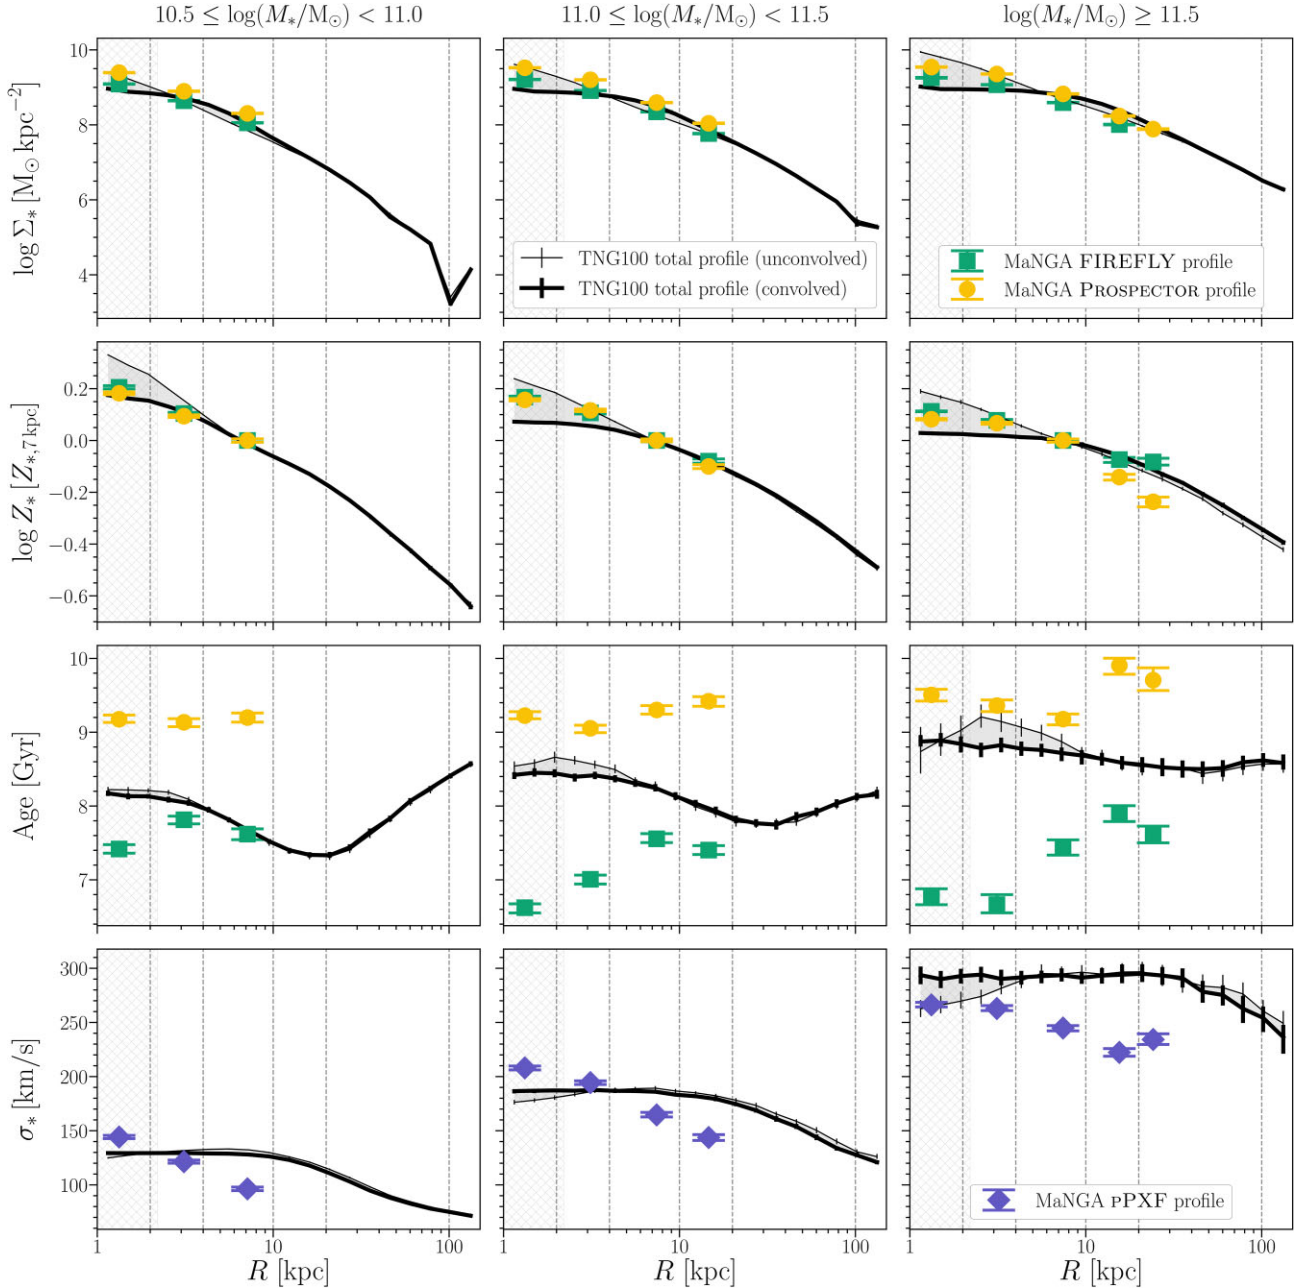 10.5 ≤ log(M*/M⊙) < 11.0
11.0 ≤ log(M*/M⊙) < 11.5
log(M*/M⊙) ≥ 11.5
log Σ* [M⊙ kpc⁻²]
10
8
6
4
TNG100 total profile (unconvolved)
TNG100 total profile (convolved)
MaNGA FIREFLY profile
MaNGA PROSPECTOR profile
log Z* [Z*,7kpc]
0.2
0.0
−0.2
−0.4
−0.6
Age [Gyr]
10
9
8
7
σ* [km/s]
300
250
200
150
100
MaNGA PPXF profile
1 10 100
1 10 100
1 10 100
R [kpc]
R [kpc]
R [kpc]